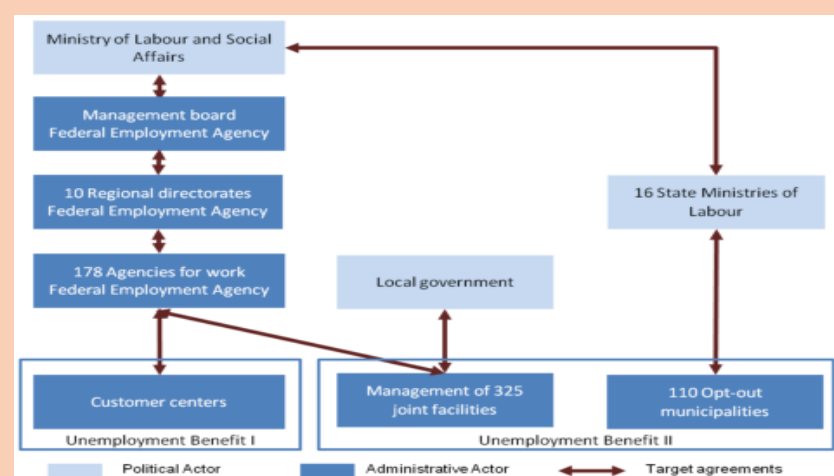 Ministry of Labour and Social
Affairs
Management board
Federal Employment Agency
10 Regional directorates
Federal Employment Agency
16 State Ministries of
Labour
178 Agencies for work
Federal Employment Agency
Local government
Customer centers
Management of 325
joint facilities
110 Opt-out
municipalities
Unemployment Benefit I
Unemployment Benefit II
Political Actor
Administrative Actor
Target agreements